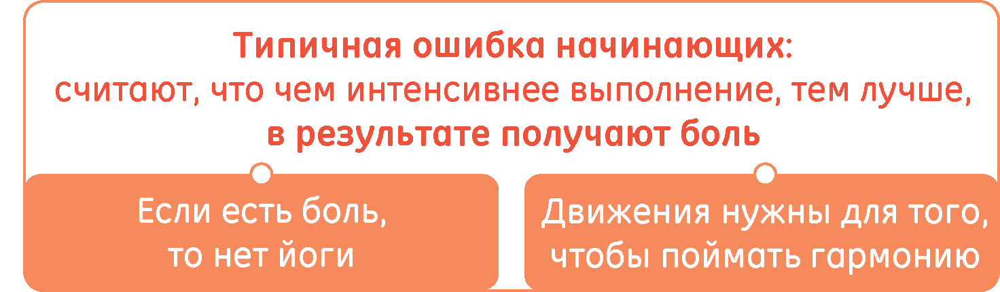 Типичная ошибка начинающих:
считают, что чем интенсивнее выполнение, тем лучше,
в результате получают боль
Если есть боль,
то нет йоги
Движения нужны для того,
чтобы поймать гармонию